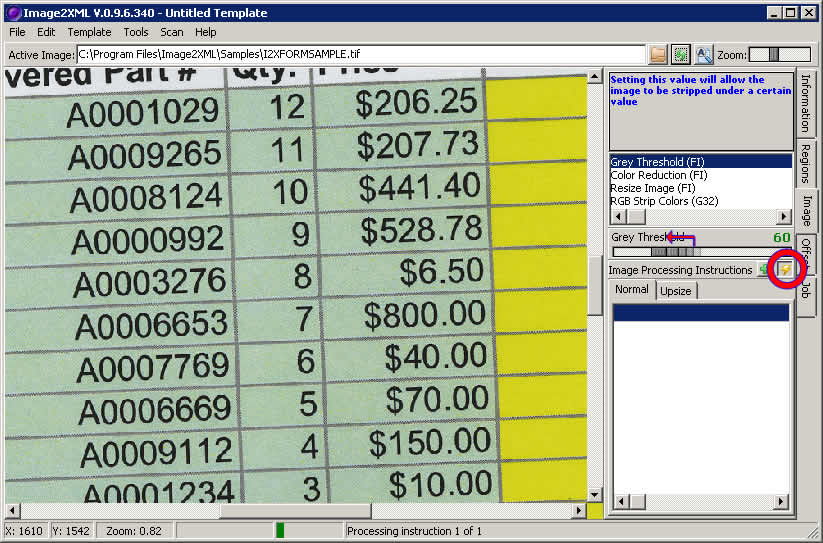 Image2XML V.0.9.6.340 - Untitled Template
File Edit Template Tools Scan Help
Active Image: C:\Program Files\Image2XML\Samples\I2XFORMSAMPLE.tif Zoom:
vered Part # Qty. Price
A0001029 12 $206.25
A0009265 11 $207.73
A0008124 10 $441.40
A0000992 9 $528.78
A0003276 8 $6.50
A0006653 7 $800.00
A0007769 6 $40.00
A0006669 5 $70.00
A0009112 4 $150.00
A0001234 3 $10.00
Setting this value will allow the
image to be stripped under a certain
value
Grey Threshold (FI)
Color Reduction (FI)
Resize Image (FI)
RGB Strip Colors (G32)
Grey Threshold 60
Image Processing Instructions
Normal Upsize
Information
Regions
Image
Offset
Job
X: 1610 Y: 1542 Zoom: 0.82 Processing instruction 1 of 1